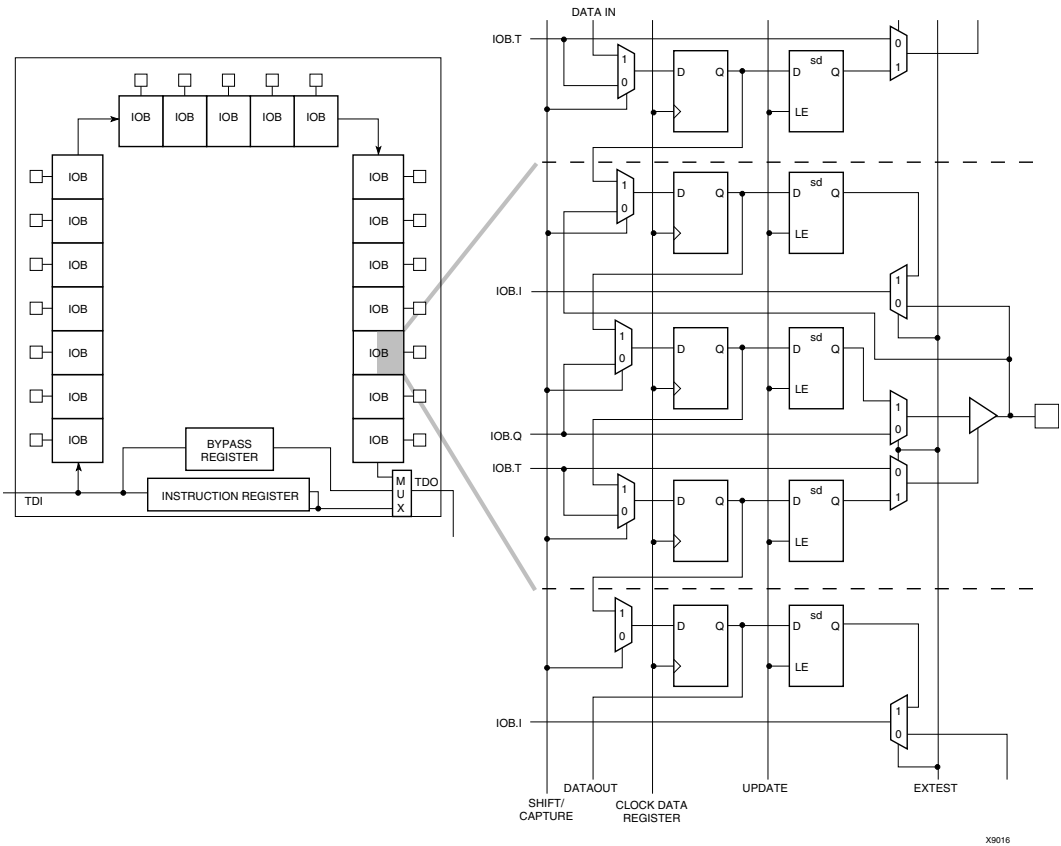 IOB IOB IOB IOB IOB
IOB IOB
IOB IOB
IOB IOB
IOB IOB
IOB IOB
IOB IOB
IOB IOB
BYPASS
REGISTER
INSTRUCTION REGISTER
M
U
X
TDI
TDO
DATA IN
IOB.T
0
1
1
0
D Q
sd
D Q
LE
1
0
D Q
sd
D Q
LE
1
0
IOB.I
1
0
D Q
sd
D Q
LE
1
0
IOB.Q
IOB.T
0
1
1
0
D Q
sd
D Q
LE
1
0
D Q
sd
D Q
LE
1
0
IOB.I
SHIFT/
CAPTURE
DATAOUT
CLOCK DATA
REGISTER
UPDATE
EXTEST
X9016